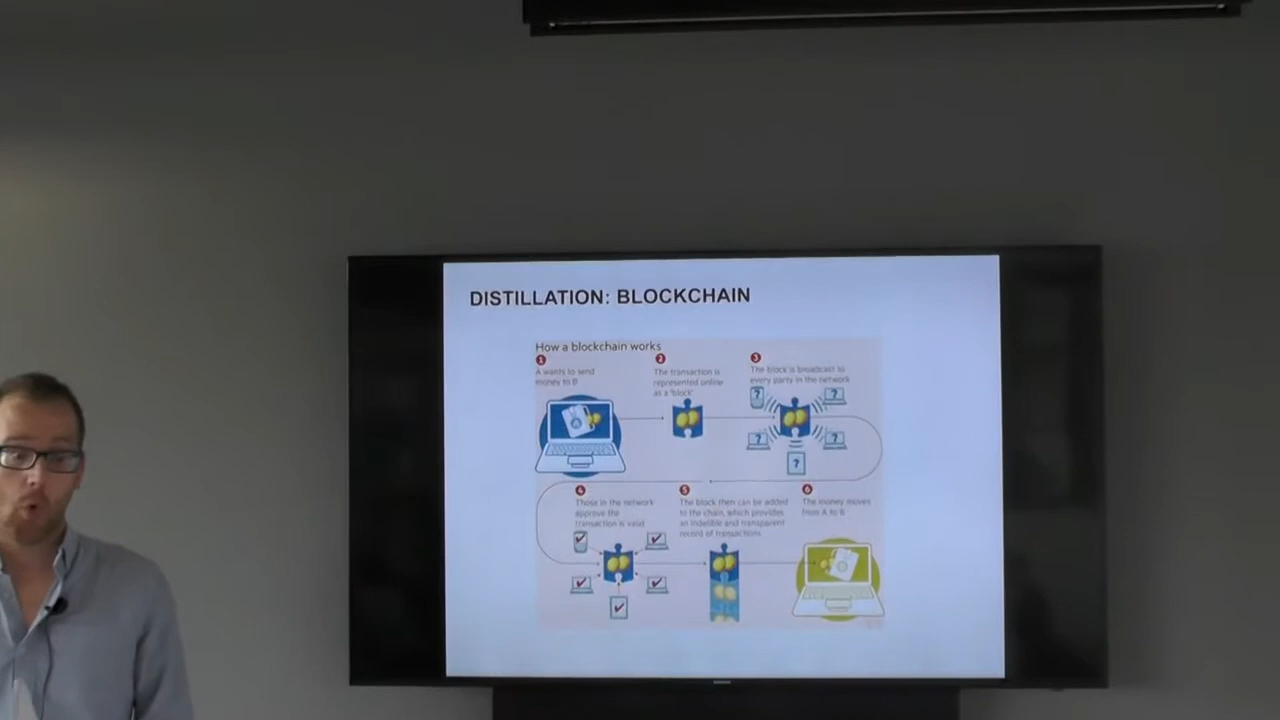 DISTILLATION: BLOCKCHAIN
How a blockchain works
1
A wants to send
money to B
2
The transaction is
represented online
as a 'block'
3
The block is broadcast to
every party in the network
? ?
? ?
?
4
Those in the network
approve the
transaction is valid
5
The block then can be added
to the chain, which provides
an indelible and transparent
record of transactions
6
The money moves
from A to B